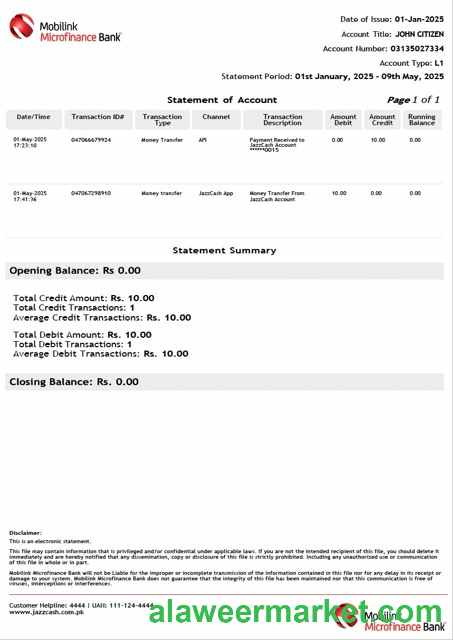 Mobilink
Microfinance Bank
Date of Issue: 01-Jan-2025
Account Title: JOHN CITIZEN
Account Number: 03135027334
Account Type: L1
Statement Period: 01st January, 2025 - 09th May, 2025
Statement of Account
Page 1 of 1
Date/Time Transaction ID# Transaction Type Channel Transaction Description Amount Debit Amount Credit Running Balance
01-May-2025 17:23:10 047066679924 Money Transfer API Payment Received to JazzCash Account ******0015 0.00 10.00 0.00
01-May-2025 17:41:36 047067298910 Money transfer JazzCash App Money Transfer From JazzCash Account 10.00 0.00 0.00
Statement Summary
Opening Balance: Rs 0.00
Total Credit Amount: Rs. 10.00
Total Credit Transactions: 1
Average Credit Transactions: Rs. 10.00
Total Debit Amount: Rs. 10.00
Total Debit Transactions: 1
Average Debit Transactions: Rs. 10.00
Closing Balance: Rs. 0.00
Disclaimer:
This is an electronic statement.
This file may contain information that is privileged and/or confidential under applicable laws. If you are not the intended recipient of this file, you should delete it
immediately and are hereby notified that any dissemination, copy or disclosure of this file is strictly prohibited. Including any unauthorized use or communication
of this file in whole or in part.
Mobilink Microfinance Bank will not be Liable for the improper or incomplete transmission of the information contained in this file nor for any delay in its receipt or
damage to your system. Mobilink Microfinance Bank does not guarantee that the integrity of this file has been maintained nor that this communication is free of
viruses, interceptions or interferences.
Customer Helpline: 4444 / UAN: 111-124-4444
www.jazzcash.com.pk
alaweermarket.com
Mobilink
Microfinance Bank